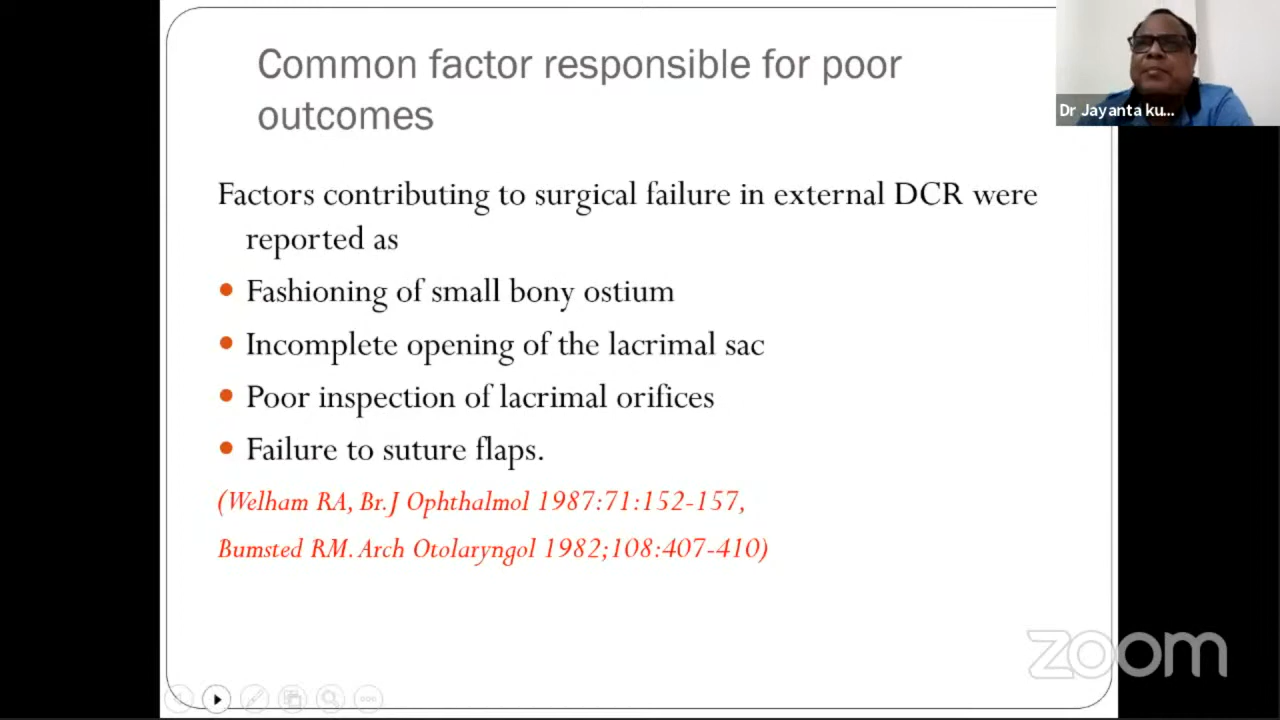 Common factor responsible for poor
outcomes
Dr Jayanta ku...
Factors contributing to surgical failure in external DCR were
reported as
• Fashioning of small bony ostium
• Incomplete opening of the lacrimal sac
• Poor inspection of lacrimal orifices
• Failure to suture flaps.
(Welham RA, Br.J Ophthalmol 1987:71:152-157,
Bumsted RM. Arch Otolaryngol 1982;108:407-410)
zoom